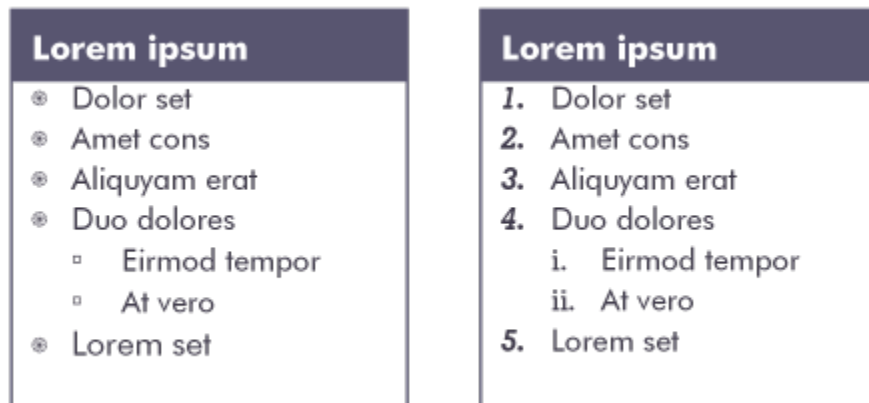 Lorem ipsum
Dolor set
Amet cons
Aliquyam erat
Duo dolores
Eirmod tempor
At vero
Lorem set
Lorem ipsum
1. Dolor set
2. Amet cons
3. Aliquyam erat
4. Duo dolores
i. Eirmod tempor
ii. At vero
5. Lorem set